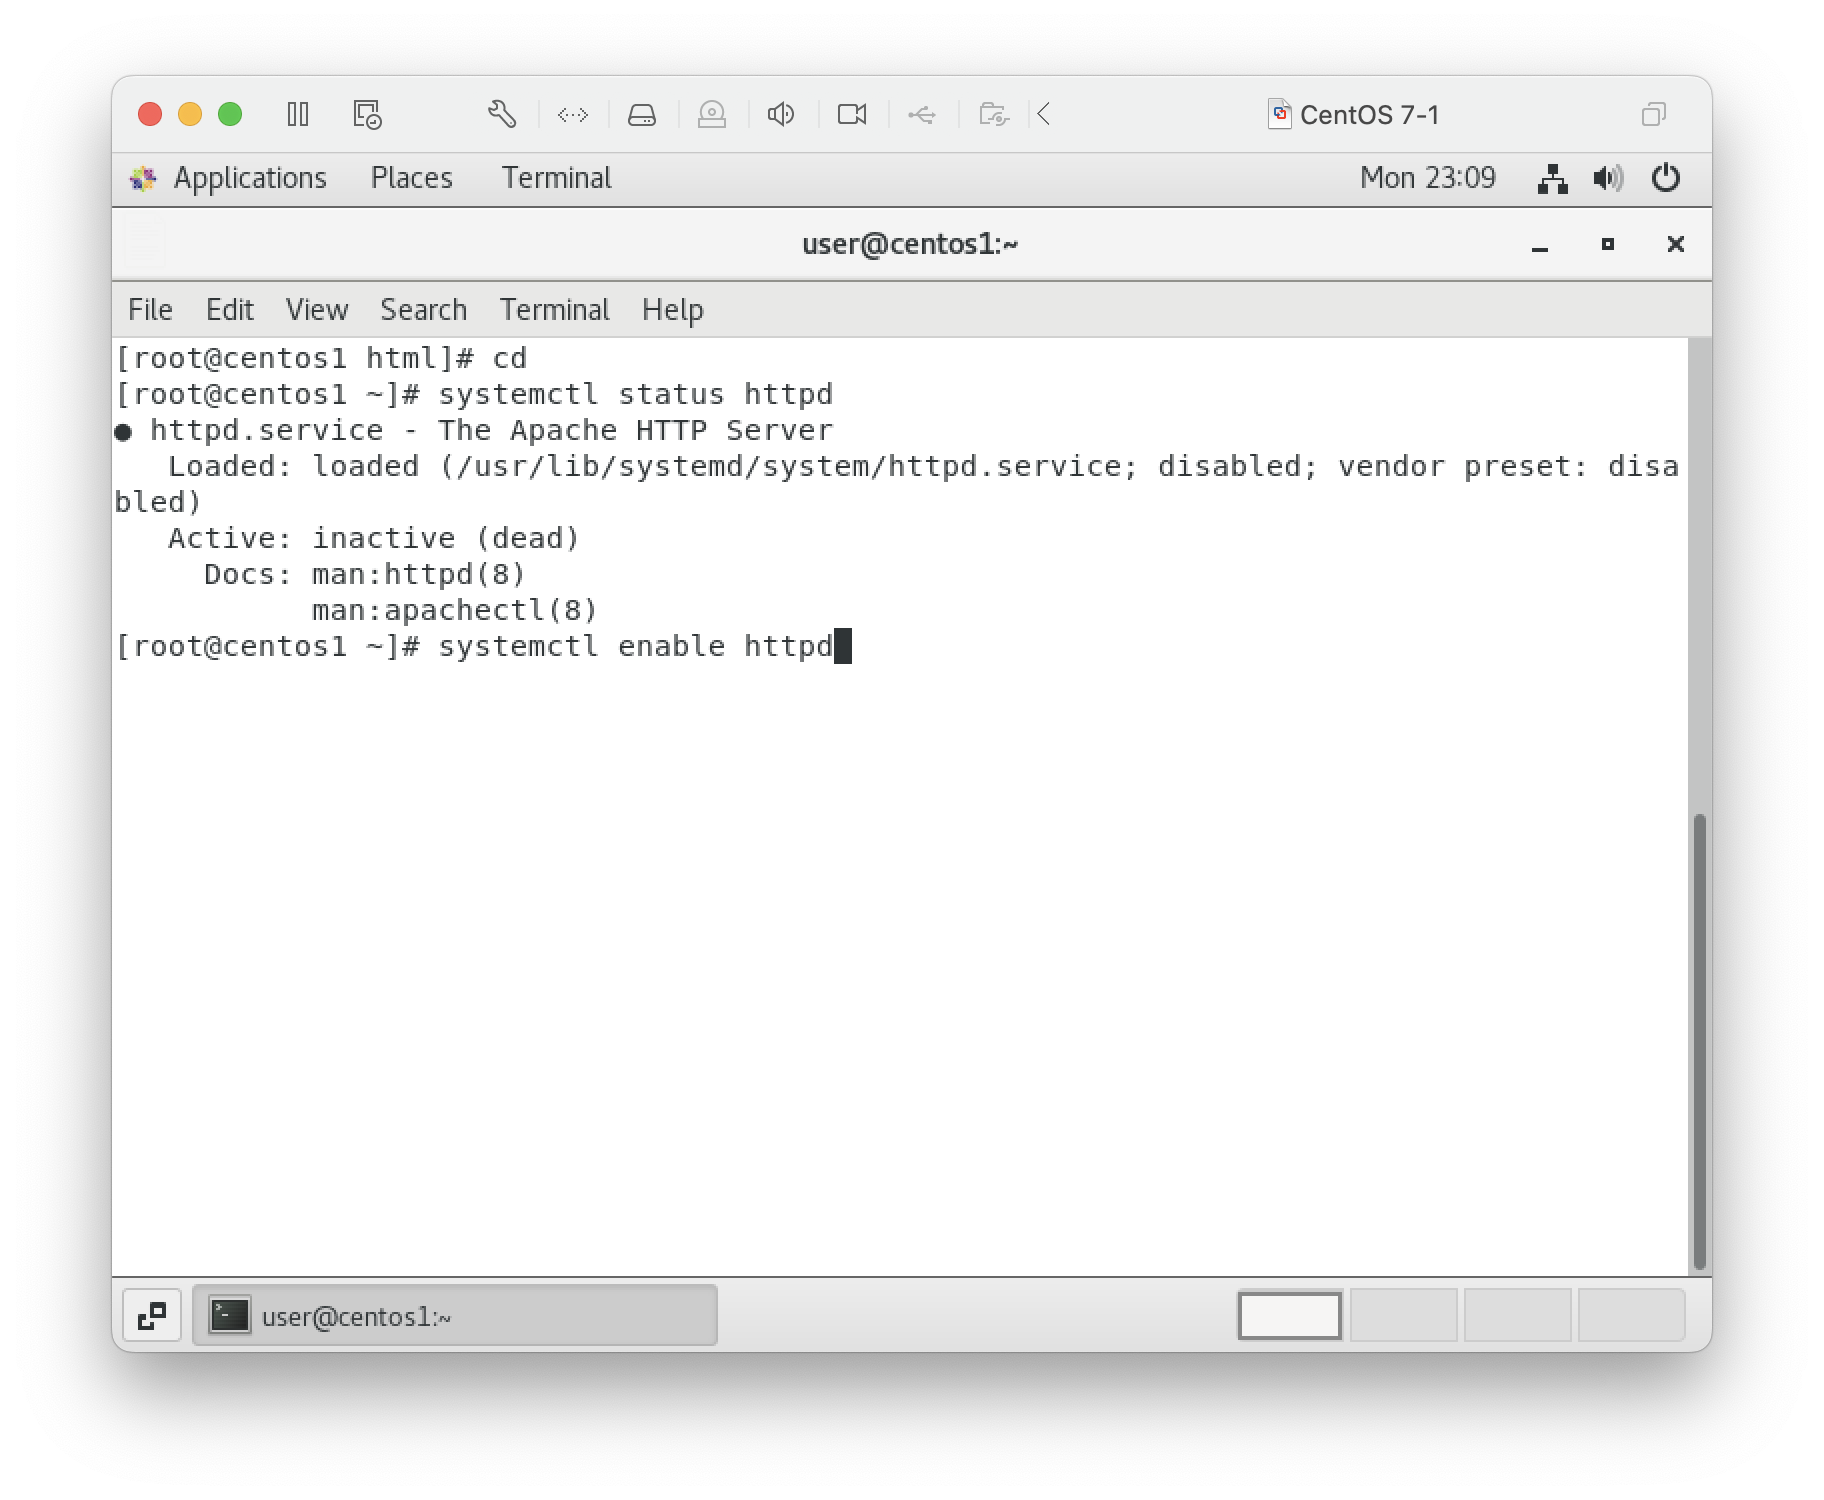 CentOS 7-1
Applications Places Terminal Mon 23:09
user@centos1:~
File Edit View Search Terminal Help
[root@centos1 html]# cd
[root@centos1 ~]# systemctl status httpd
● httpd.service - The Apache HTTP Server
   Loaded: loaded (/usr/lib/systemd/system/httpd.service; disabled; vendor preset: disa
bled)
   Active: inactive (dead)
     Docs: man:httpd(8)
           man:apachectl(8)
[root@centos1 ~]# systemctl enable httpd
user@centos1:~